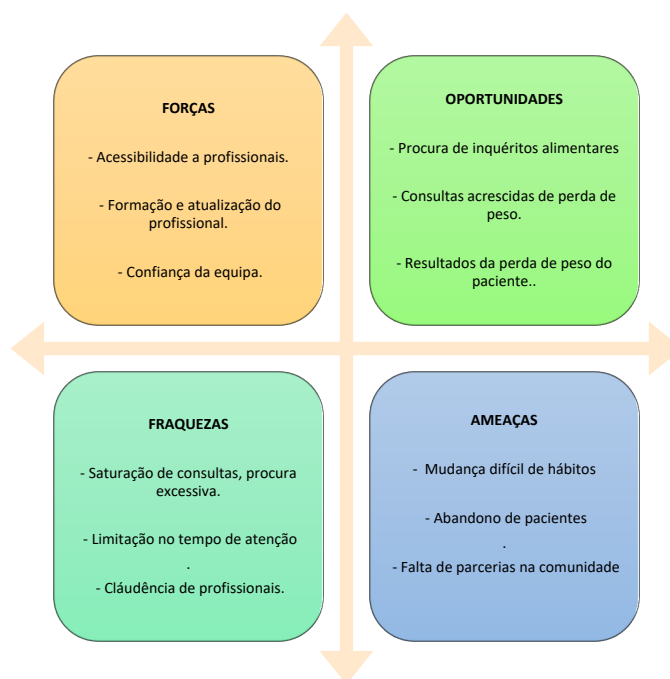 FORÇAS
- Acessibilidade a profissionais.
- Formação e atualização do
profissional.
- Confiança da equipa.
OPORTUNIDADES
- Procura de inquéritos alimentares
- Consultas acrescidas de perda de
peso.
- Resultados da perda de peso do
paciente..
FRAQUEZAS
- Saturação de consultas, procura
excessiva.
- Limitação no tempo de atenção
.
- Cláudência de profissionais.
AMEAÇAS
- Mudança difícil de hábitos
- Abandono de pacientes
.
- Falta de parcerias na comunidade